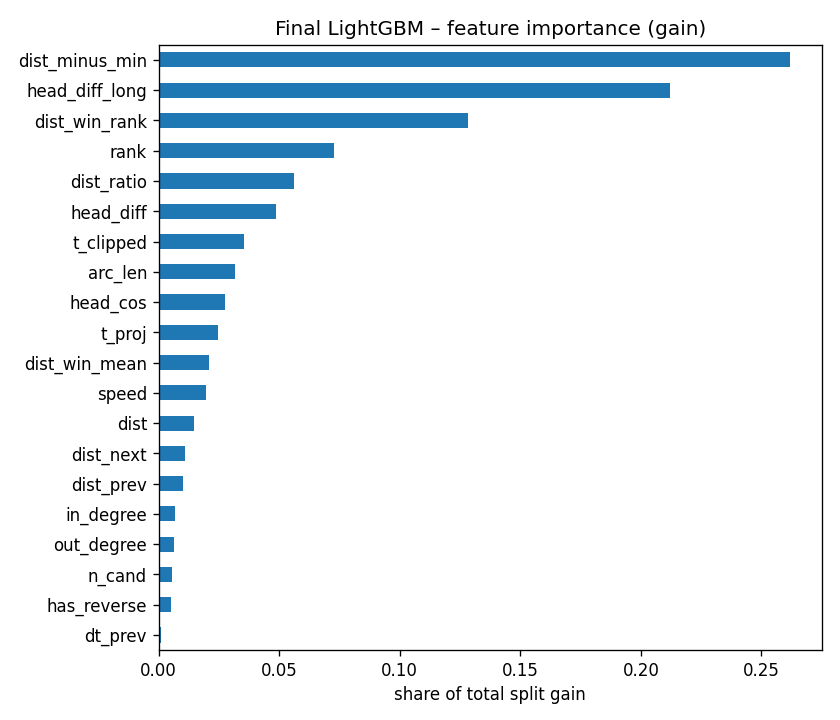 Final LightGBM – feature importance (gain)
dist_minus_min
head_diff_long
dist_win_rank
rank
dist_ratio
head_diff
t_clipped
arc_len
head_cos
t_proj
dist_win_mean
speed
dist
dist_next
dist_prev
in_degree
out_degree
n_cand
has_reverse
dt_prev
0.00 0.05 0.10 0.15 0.20 0.25
share of total split gain